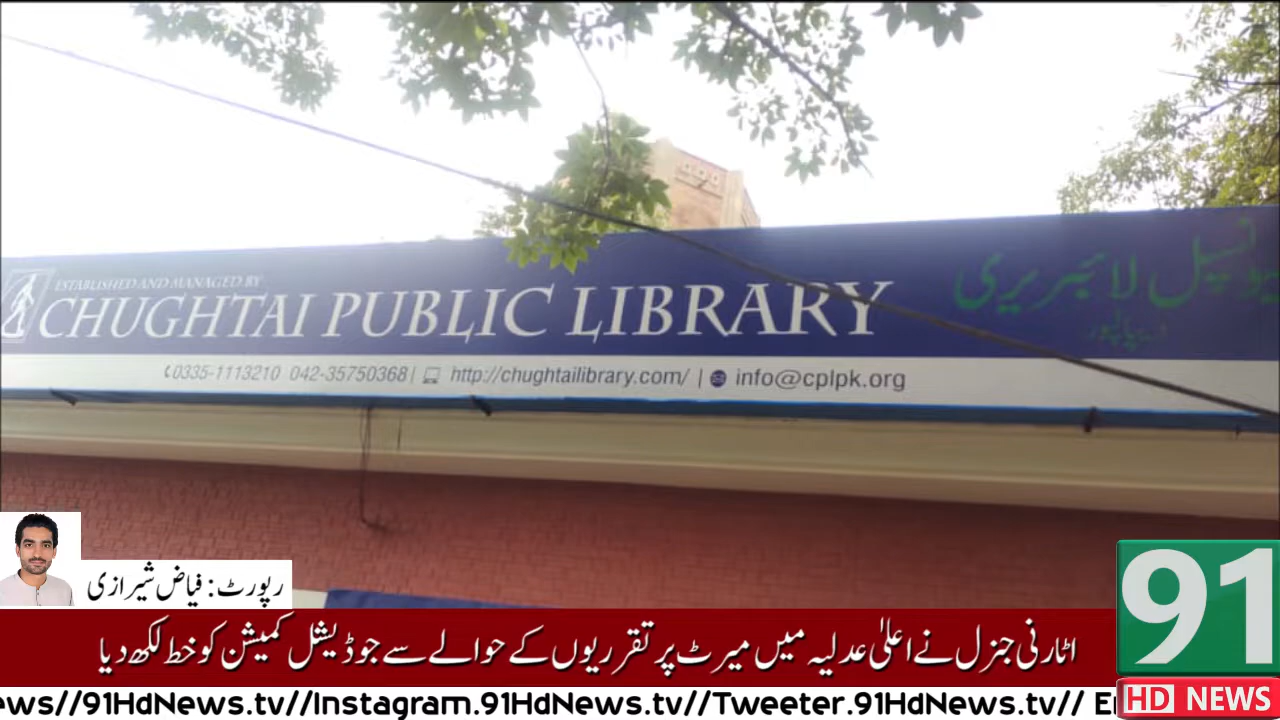 ESTABLISHED AND MANAGED BY
CHUGHTAI PUBLIC LIBRARY
لائبریری
0335-1113210 042-35750368 | http://chughtailibrary.com/ | info@cplpk.org
رپورٹ: فیاض شیرازی
اٹارنی جنرل نے اعلیٰ عدلیہ میں میرٹ پر تقرریوں کے حوالے سے جوڈیشل کمیشن کو خط لکھ دیا
91
HD NEWS
ews//91HdNews.tv//Instagram.91HdNews.tv//Tweeter.91HdNews.tv//